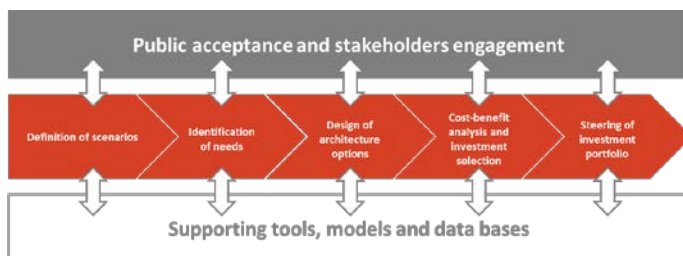 Public acceptance and stakeholders engagement
Definition of scenarios
Identification
of needs
Design of
architecture
options
Cost-benefit
analysis and
investment
selection
Steering of
investment
portfolio
Supporting tools, models and data bases